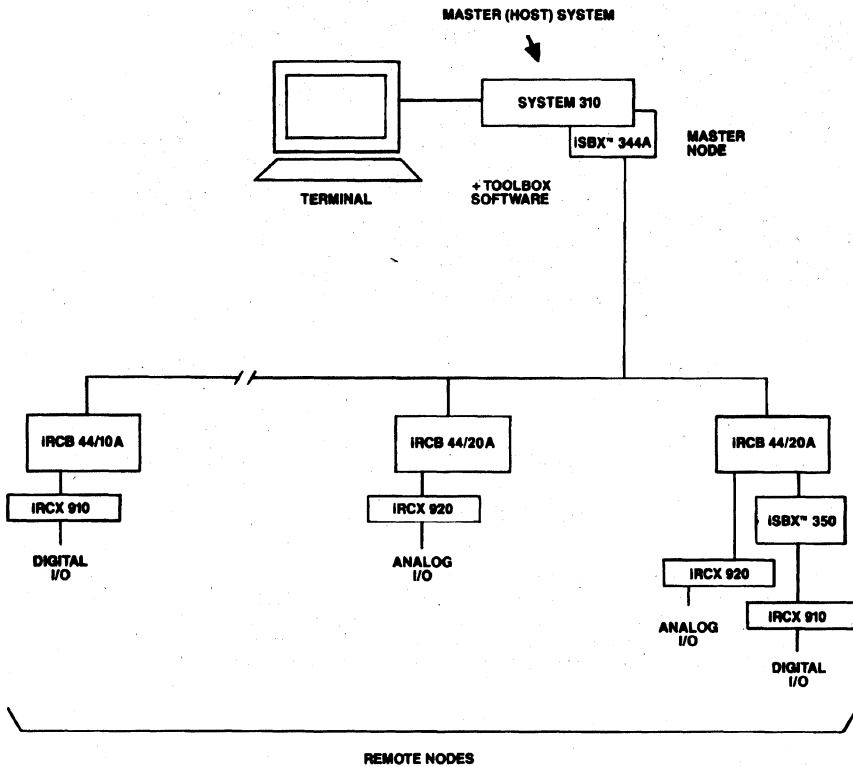 MASTER (HOST) SYSTEM
SYSTEM 310
iSBX™ 344A
MASTER
NODE
TERMINAL
+ TOOLBOX
SOFTWARE
iRCB 44/10A
iRCB 44/20A
iRCB 44/20A
iRCX 910
iRCX 920
iSBX™ 350
DIGITAL
I/O
ANALOG
I/O
iRCX 920
iRCX 910
ANALOG
I/O
DIGITAL
I/O
REMOTE NODES